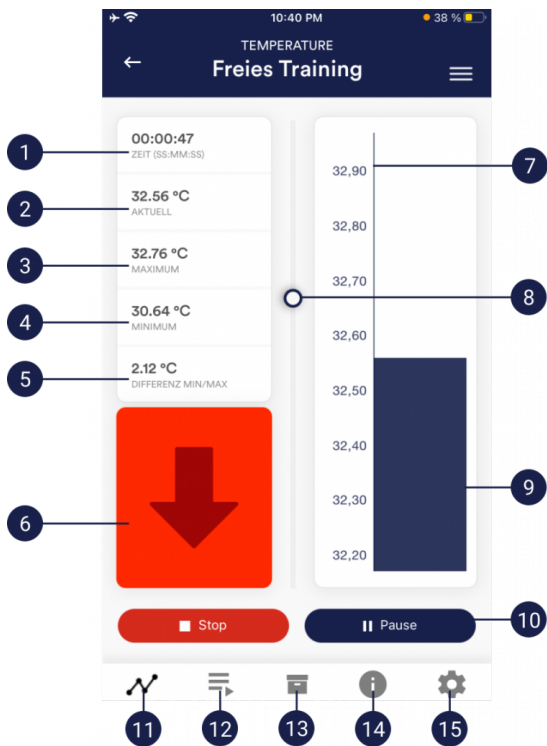 10:40 PM
38 %
TEMPERATURE
Freies Training
00:00:47
ZEIT (SS:MM:SS)
32.56 °C
AKTUELL
32.76 °C
MAXIMUM
30.64 °C
MINIMUM
2.12 °C
DIFFERENZ MIN/MAX
1
2
3
4
5
6
32,90
32,80
32,70
32,60
32,50
32,40
32,30
32,20
7
8
9
10
Stop
Pause
11
12
13
14
15